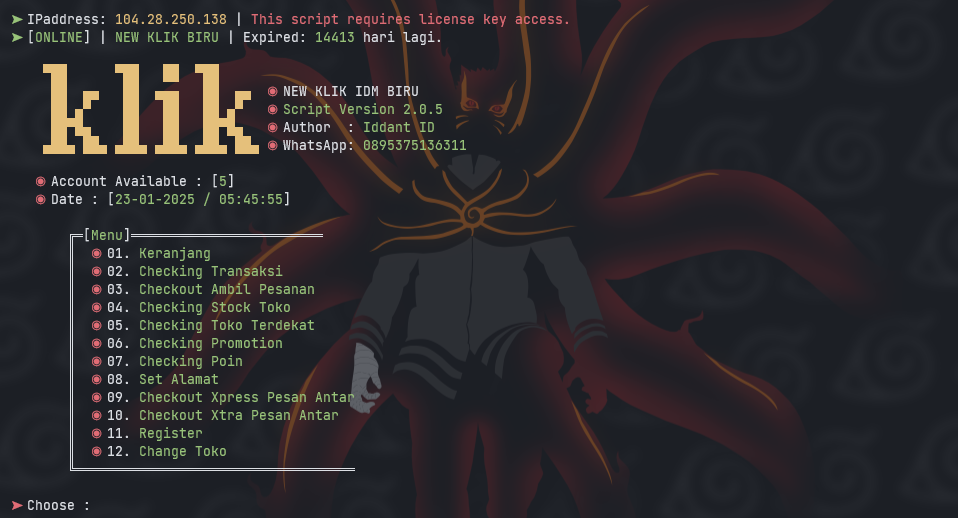 ➤ IPaddress: 104.28.250.138 | This script requires license key access.
➤ [ONLINE] | NEW KLIK BIRU | Expired: 14413 hari lagi.
klik
◉ NEW KLIK IDM BIRU
◉ Script Version 2.0.5
◉ Author : Iddant ID
◉ WhatsApp: 0895375136311
◉ Account Available : [5]
◉ Date : [23-01-2025 / 05:45:55]
[Menu]
◉ 01. Keranjang
◉ 02. Checking Transaksi
◉ 03. Checkout Ambil Pesanan
◉ 04. Checking Stock Toko
◉ 05. Checking Toko Terdekat
◉ 06. Checking Promotion
◉ 07. Checking Poin
◉ 08. Set Alamat
◉ 09. Checkout Xpress Pesan Antar
◉ 10. Checkout Xtra Pesan Antar
◉ 11. Register
◉ 12. Change Toko
➤ Choose :